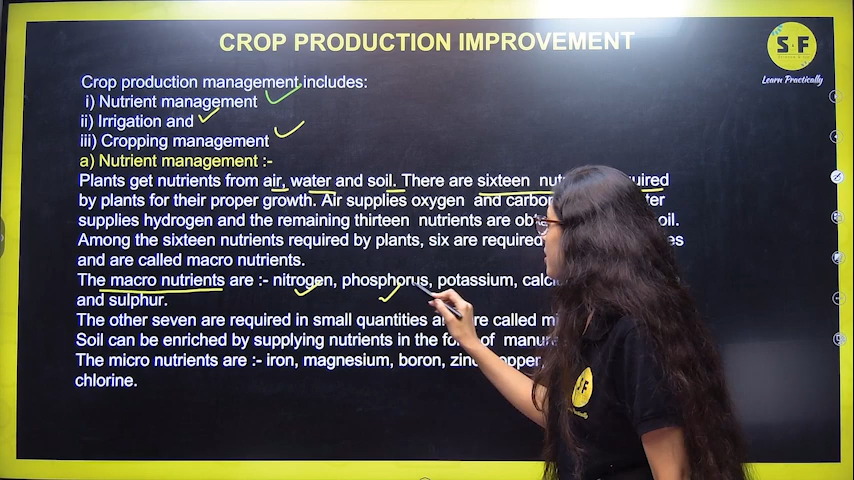 CROP PRODUCTION IMPROVEMENT
S F
Learn Practically
Crop production management includes:
i) Nutrient management
ii) Irrigation and
iii) Cropping management
a) Nutrient management :-
Plants get nutrients from air, water and soil. There are sixteen
by plants for their proper growth. Air supplies oxygen and
supplies hydrogen and the remaining thirteen nutrients are soil.
Among the sixteen nutrients required by plants, six are required
and are called macro nutrients.
The macro nutrients are :- nitrogen, phosphorus, potassium,
and sulphur.
The other seven are required in small quantities are called
Soil can be enriched by supplying nutrients in the of
The micro nutrients are :- iron, magnesium, boron,
chlorine.
S F